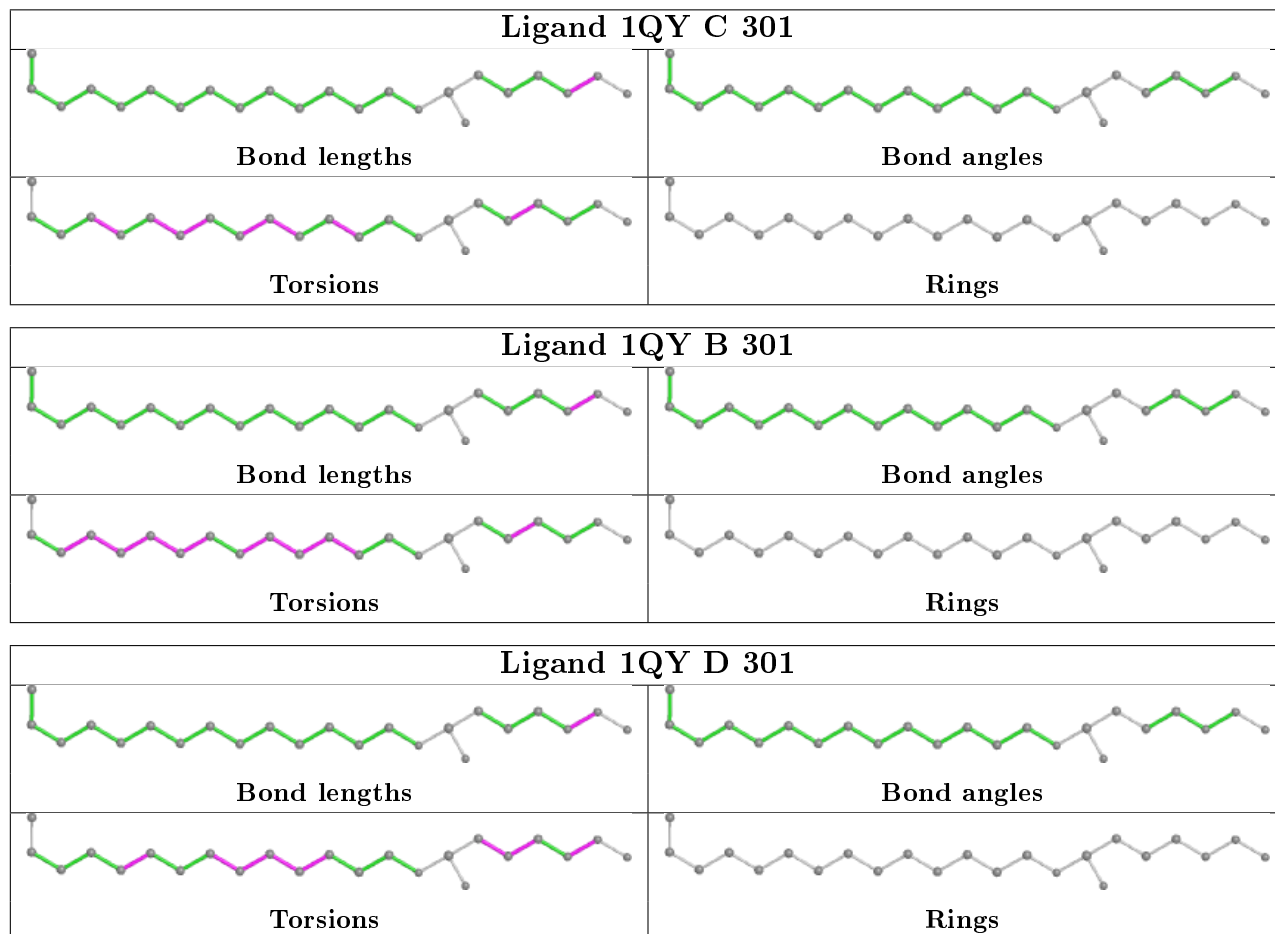 Ligand 1QY C 301
Bond lengths
Bond angles
Torsions
Rings
Ligand 1QY B 301
Bond lengths
Bond angles
Torsions
Rings
Ligand 1QY D 301
Bond lengths
Bond angles
Torsions
Rings